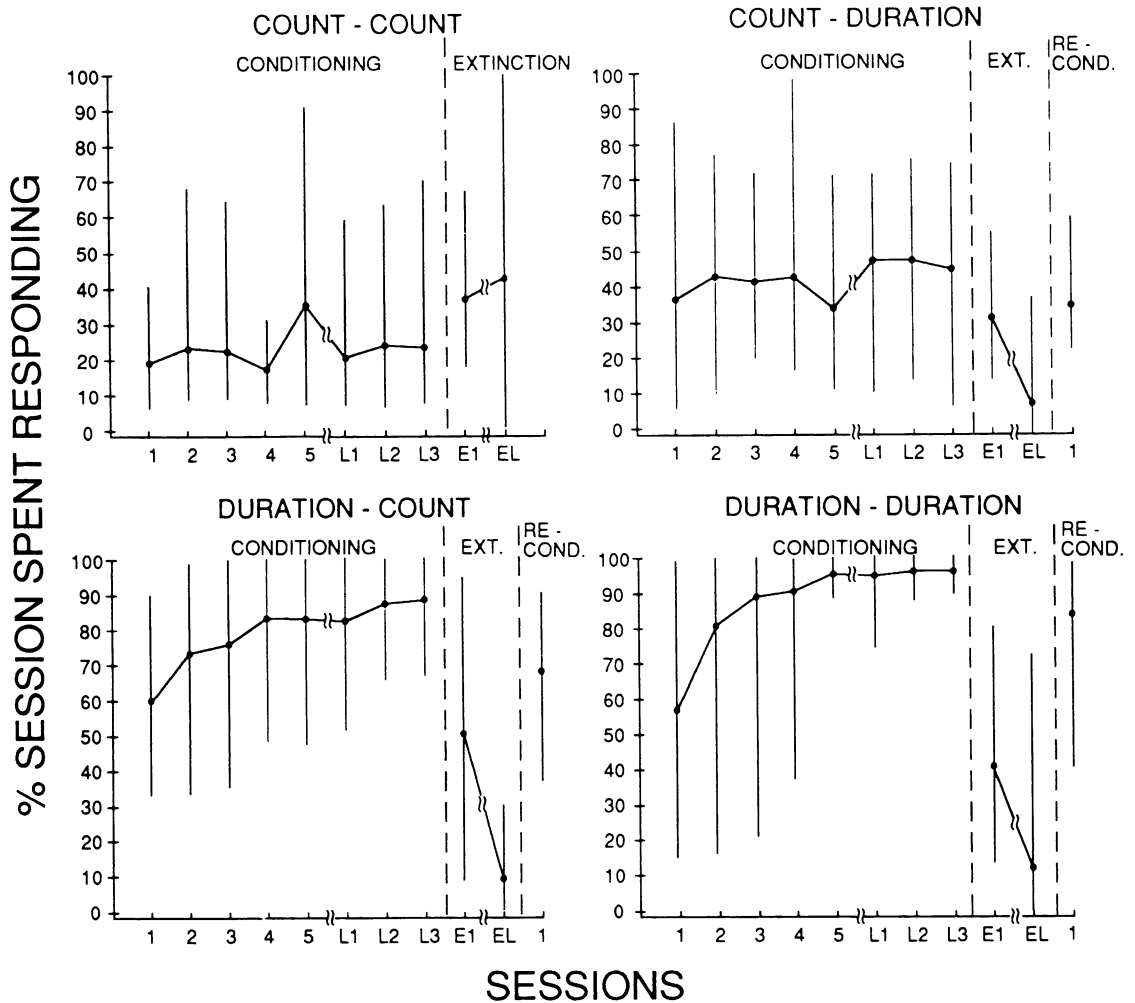 % SESSION SPENT RESPONDING
COUNT - COUNT
CONDITIONING
EXTINCTION
100
90
80
70
60
50
40
30
20
10
0
1 2 3 4 5 L1 L2 L3 E1 EL
COUNT - DURATION
CONDITIONING
EXT.
RE -
COND.
100
90
80
70
60
50
40
30
20
10
0
1 2 3 4 5 L1 L2 L3 E1 EL 1
DURATION - COUNT
CONDITIONING
EXT.
RE -
COND.
100
90
80
70
60
50
40
30
20
10
0
1 2 3 4 5 L1 L2 L3 E1 EL 1
DURATION - DURATION
CONDITIONING
EXT.
RE -
COND.
100
90
80
70
60
50
40
30
20
10
0
1 2 3 4 5 L1 L2 L3 E1 EL 1
SESSIONS